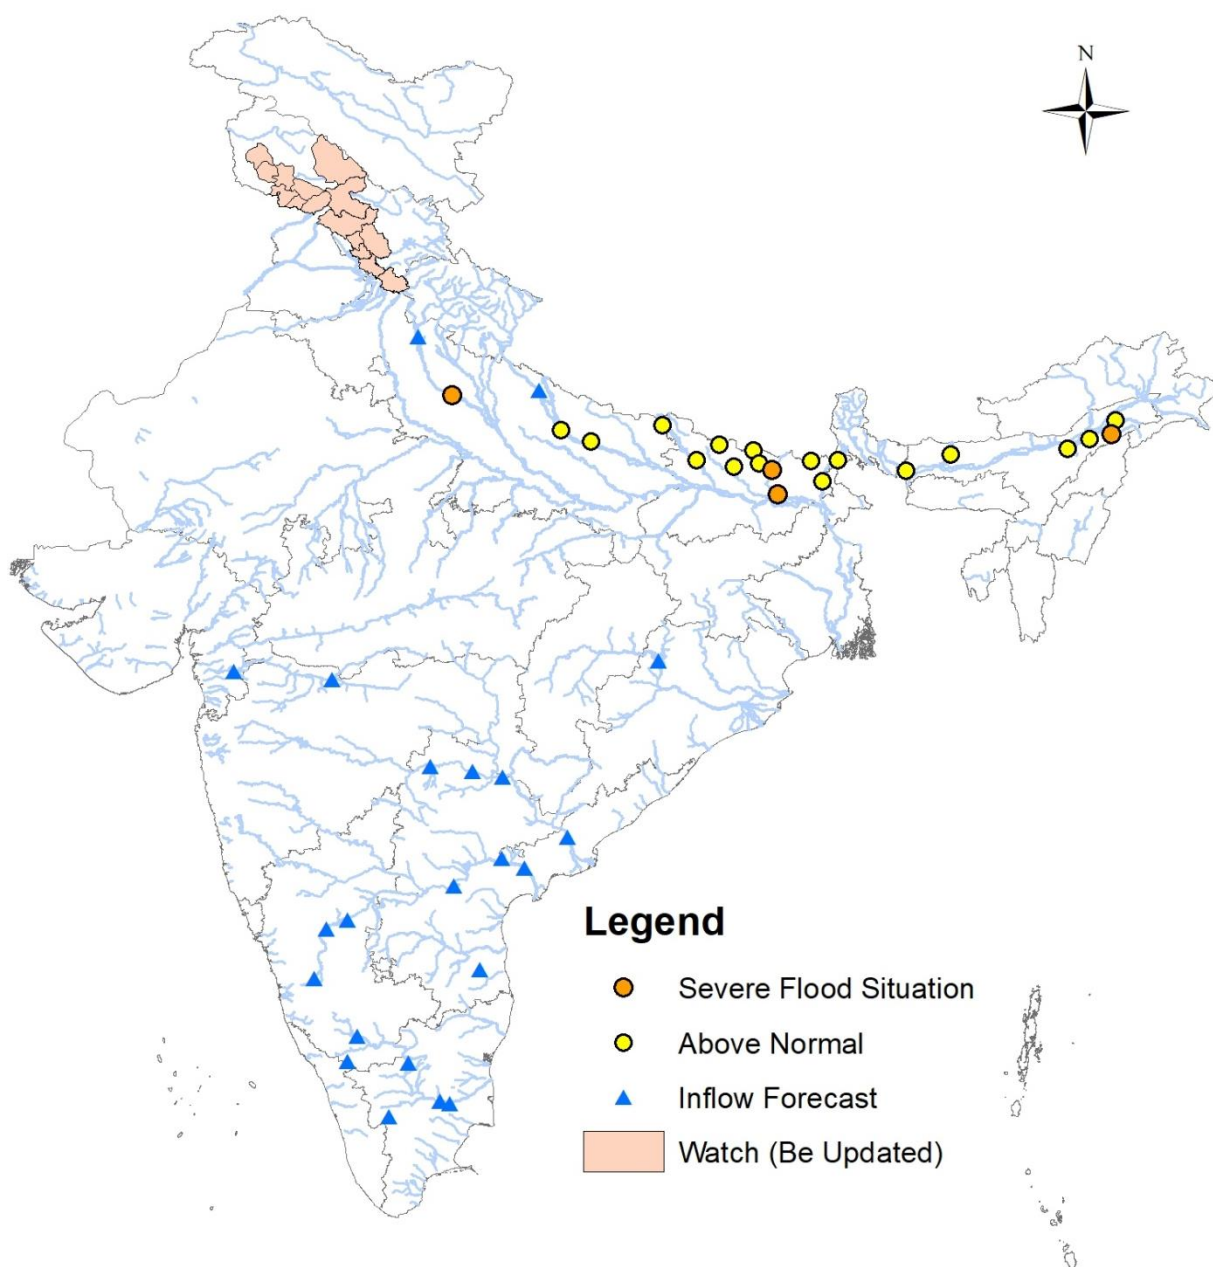 N
Legend
Severe Flood Situation
Above Normal
Inflow Forecast
Watch (Be Updated)